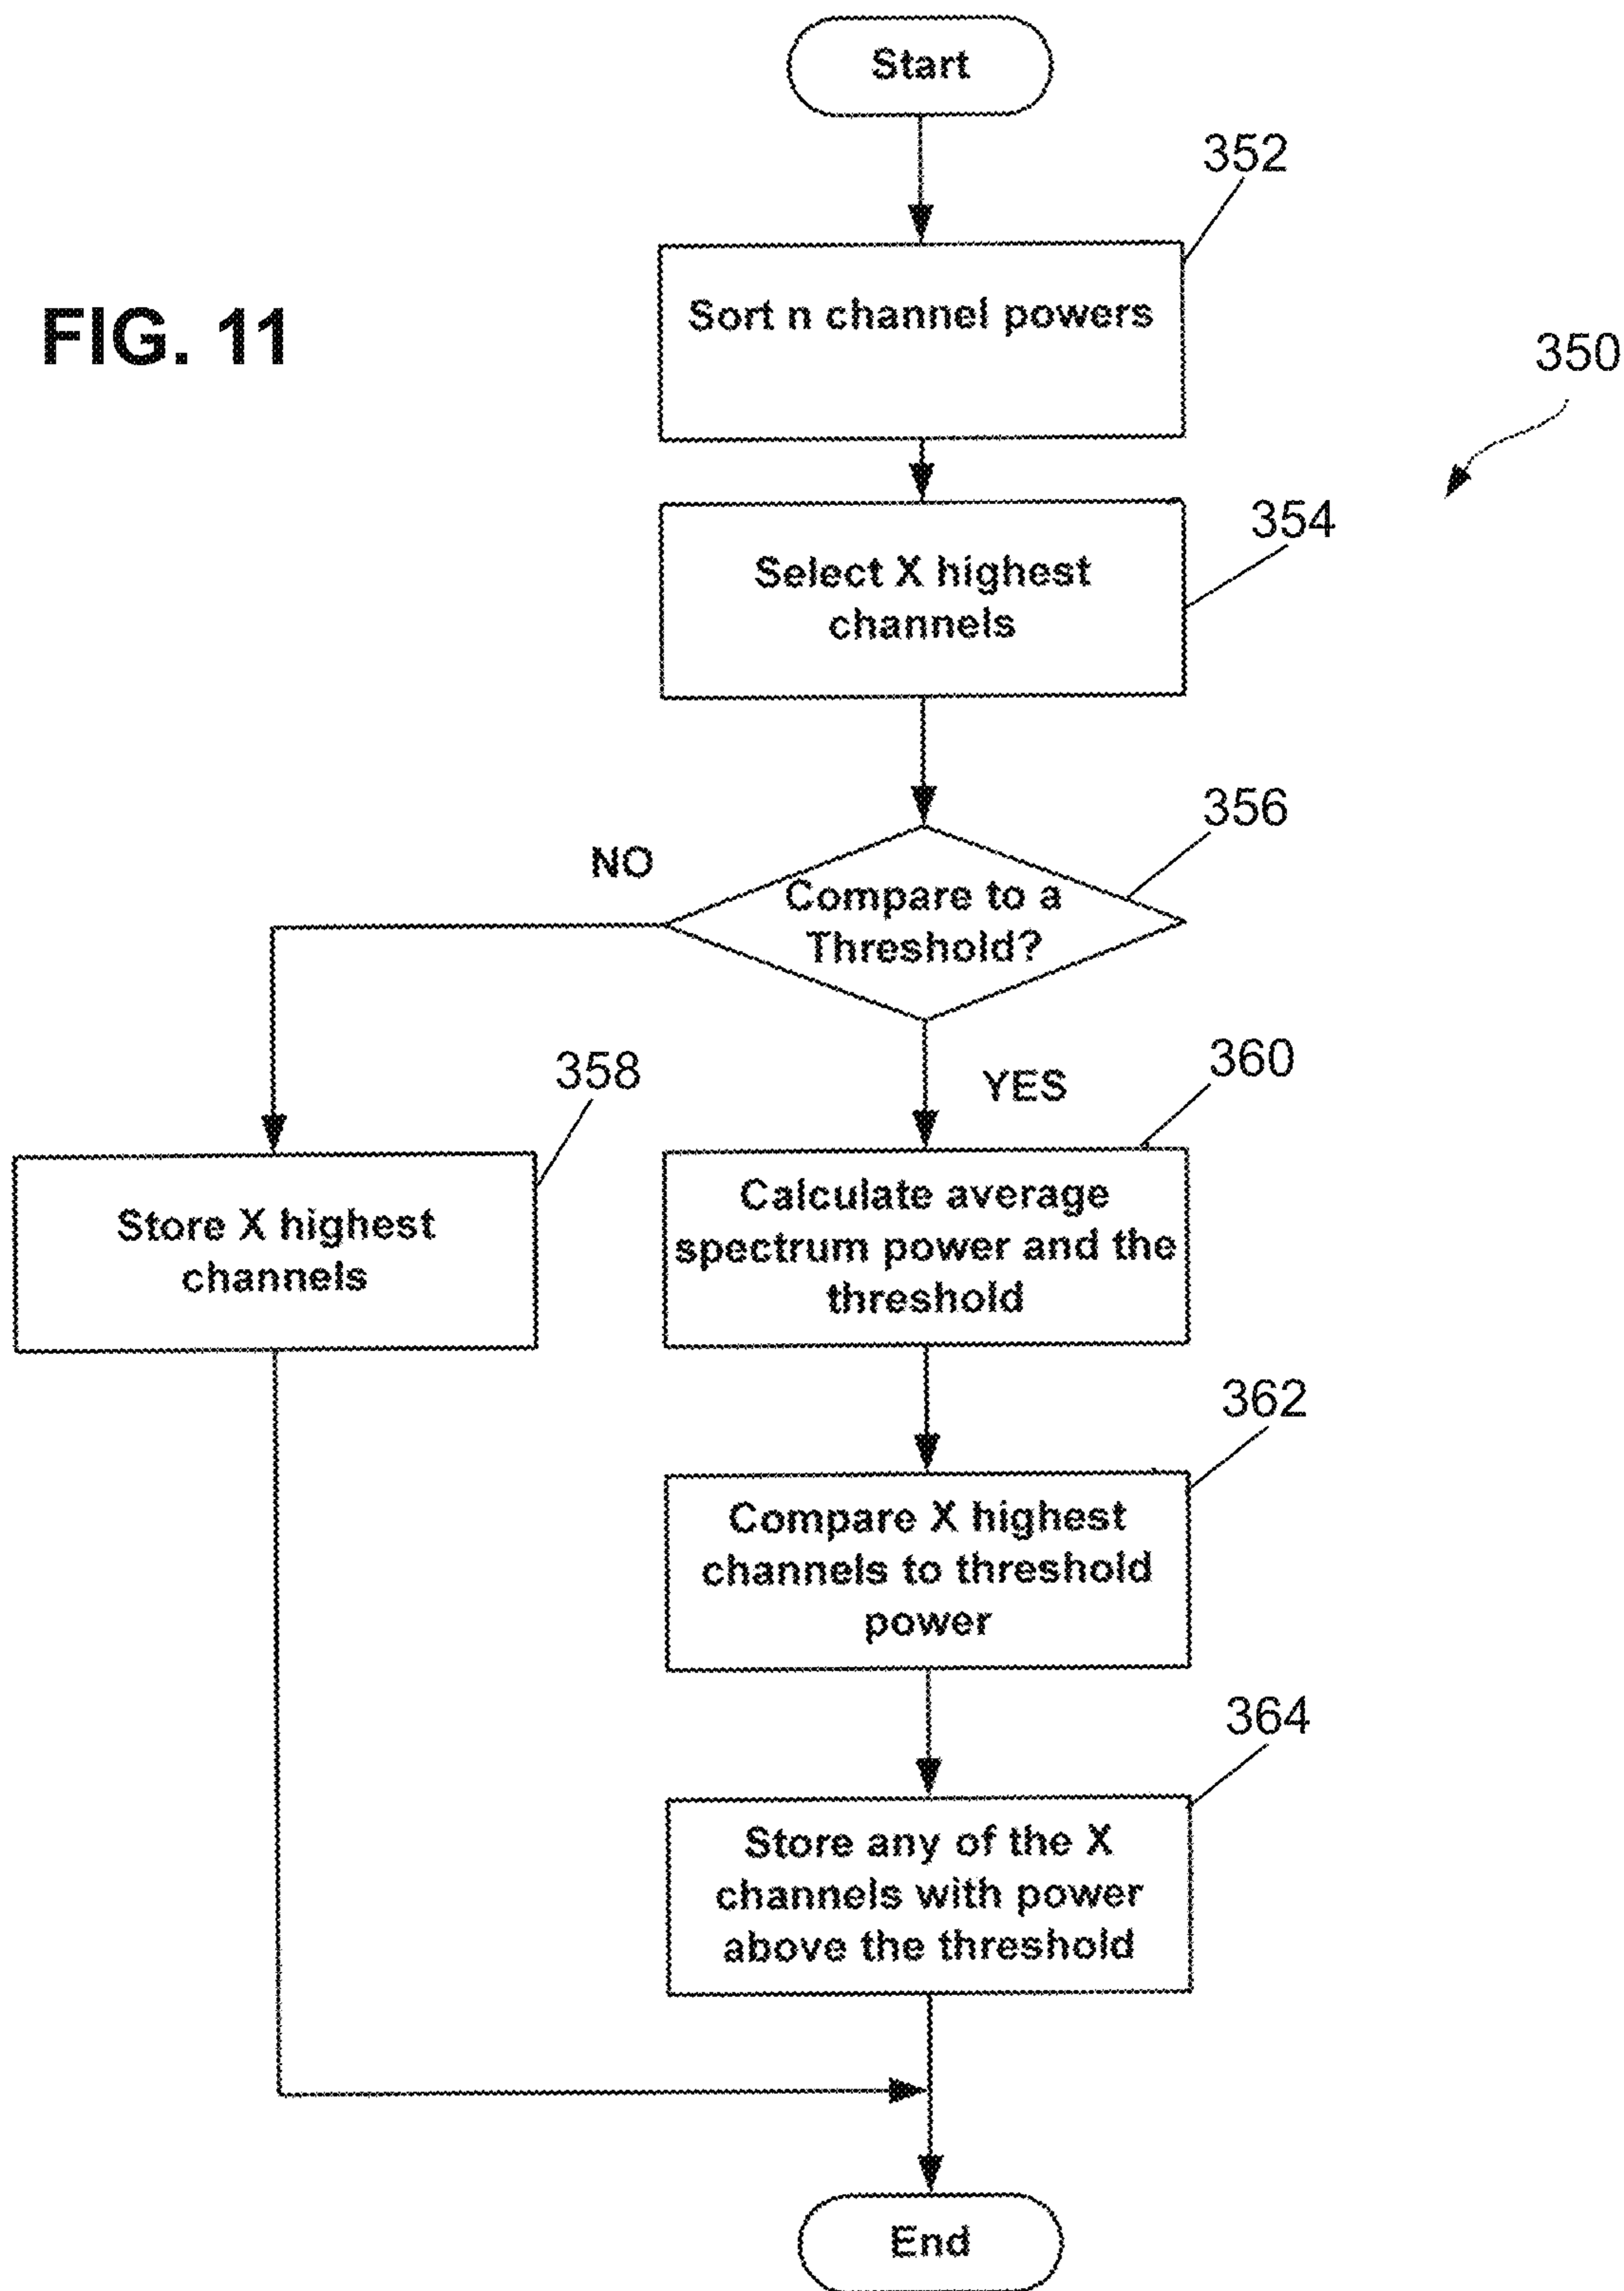 Start
352
Sort n channel powers
FIG. 11
350
354
Select X highest
channels
356
NO
Compare to a
Threshold?
358
YES
360
Store X highest
channels
Calculate average
spectrum power and the
threshold
362
Compare X highest
channels to threshold
power
364
Store any of the X
channels with power
above the threshold
End